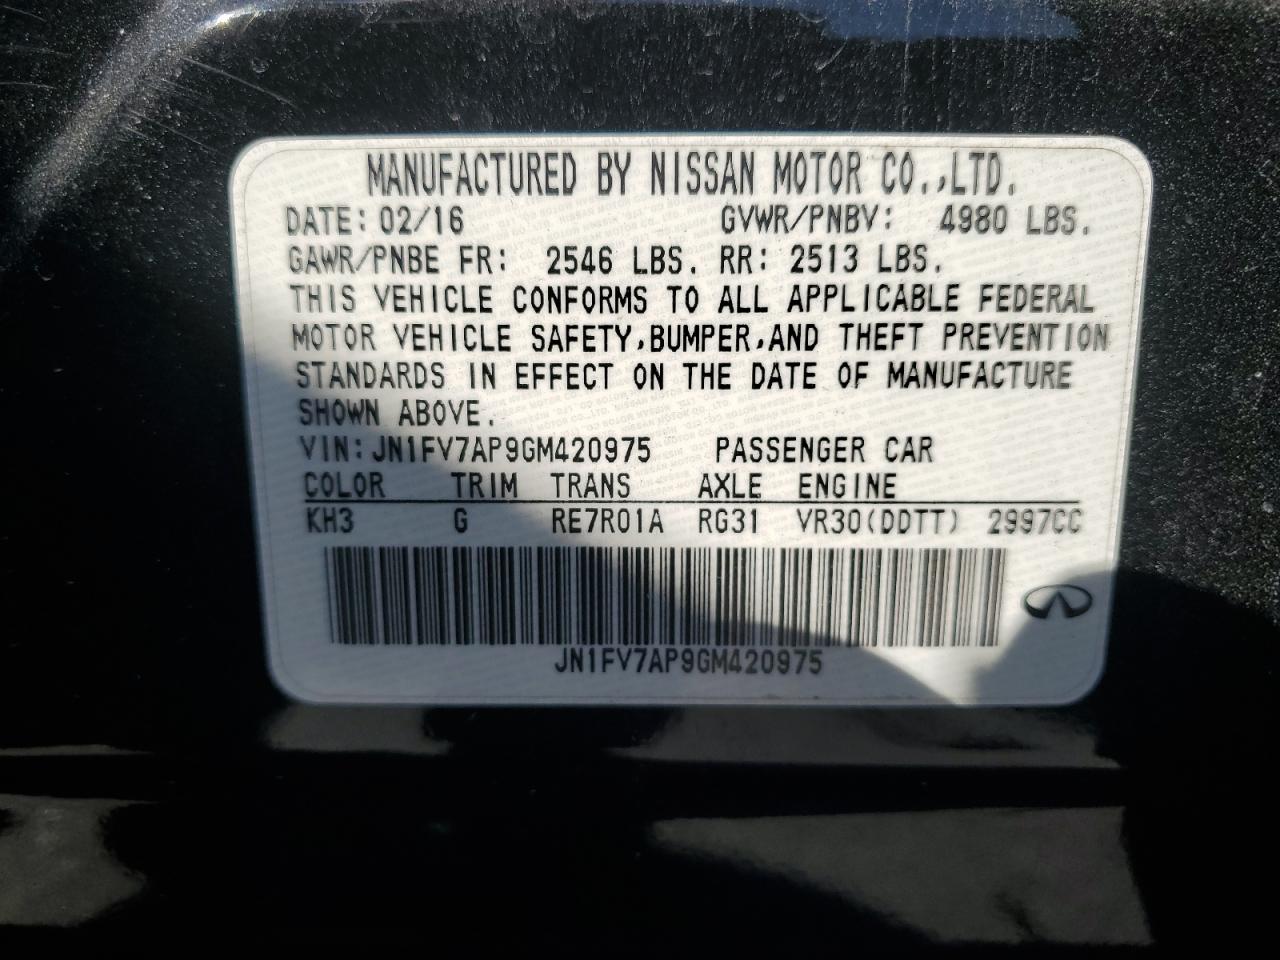 MANUFACTURED BY NISSAN MOTOR CO.,LTD.
DATE: 02/16 GVWR/PNBV: 4980 LBS.
GAWR/PNBE FR: 2546 LBS. RR: 2513 LBS.
THIS VEHICLE CONFORMS TO ALL APPLICABLE FEDERAL
MOTOR VEHICLE SAFETY,BUMPER,AND THEFT PREVENTION
STANDARDS IN EFFECT ON THE DATE OF MANUFACTURE
SHOWN ABOVE.
VIN:JN1FV7AP9GM420975 PASSENGER CAR
COLOR TRIM TRANS AXLE ENGINE
KH3 G RE7R01A RG31 VR30(DDTT) 2997CC
JN1FV7AP9GM420975